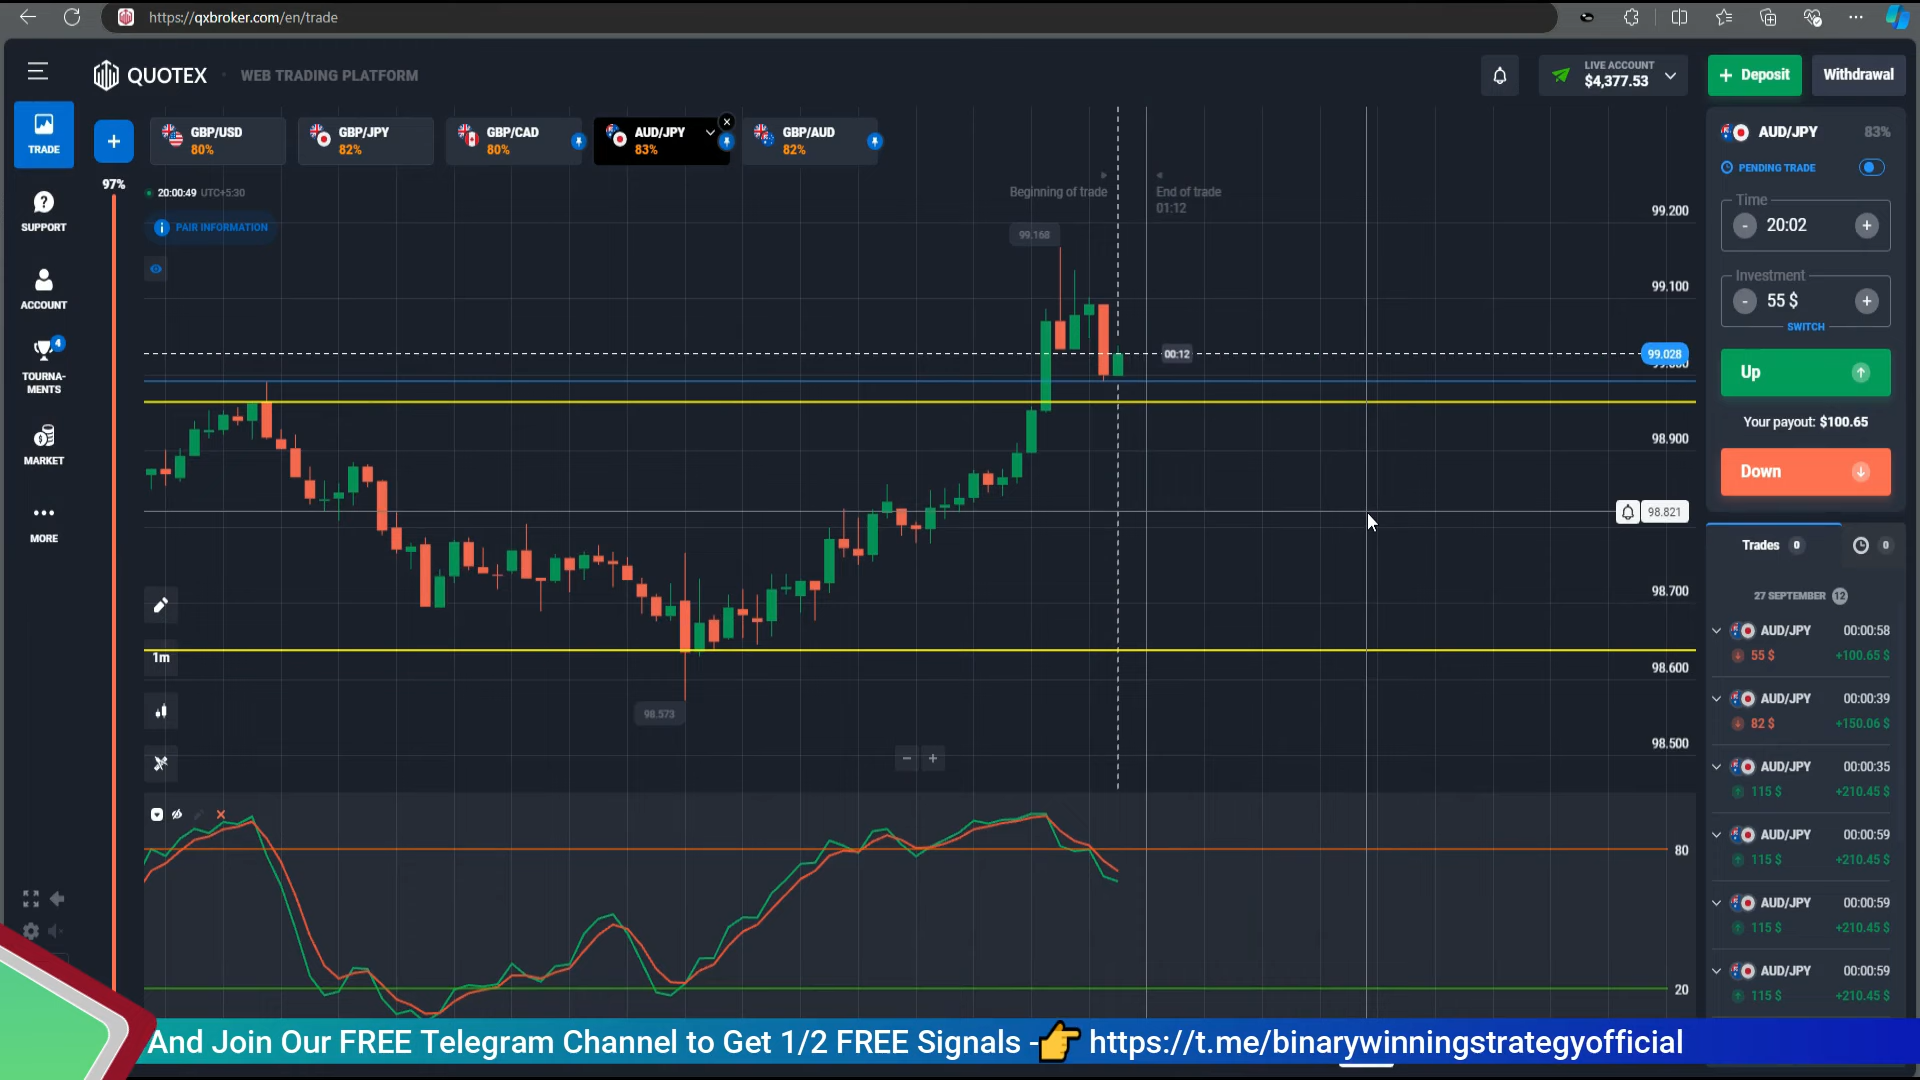 https://qxbroker.com/en/trade
QUOTEX
WEB TRADING PLATFORM
LIVE ACCOUNT
$4,377.53
+ Deposit
Withdrawal
TRADE
SUPPORT
ACCOUNT
4
TOURNA-
MENTS
MARKET
MORE
+
GBP/USD
80%
GBP/JPY
82%
GBP/CAD
80%
AUD/JPY
83%
GBP/AUD
82%
97%
20:00:49 UTC+5:30
PAIR INFORMATION
Beginning of trade
End of trade
01:12
99.168
00:12
98.573
1m
99.200
99.100
99.028
98.900
98.821
98.700
98.600
98.500
80
20
AUD/JPY 83%
PENDING TRADE
Time
- 20:02 +
Investment
- 55 $ +
SWITCH
Up
Your payout: $100.65
Down
Trades 0
0
27 SEPTEMBER 12
AUD/JPY 00:00:58
55 $ +100.65 $
AUD/JPY 00:00:39
82 $ +150.06 $
AUD/JPY 00:00:35
115 $ +210.45 $
AUD/JPY 00:00:59
115 $ +210.45 $
AUD/JPY 00:00:59
115 $ +210.45 $
AUD/JPY 00:00:59
115 $ +210.45 $
And Join Our FREE Telegram Channel to Get 1/2 FREE Signals - 👉 https://t.me/binarywinningstrategyofficial